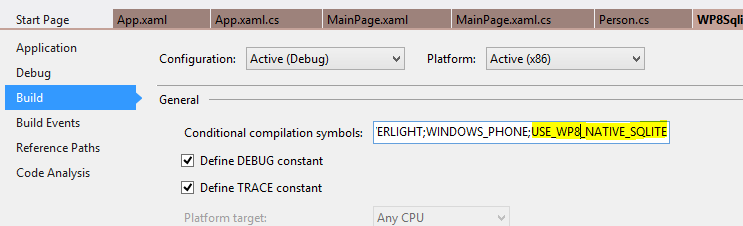 Start Page App.xaml App.xaml.cs MainPage.xaml MainPage.xaml.cs Person.cs WP8Sqli
Application
Configuration: Active (Debug) Platform: Active (x86)
Debug
Build
General
Build Events
Conditional compilation symbols: ERLIGHT;WINDOWS_PHONE;USE_WP8_NATIVE_SQLITE
Reference Paths
Define DEBUG constant
Code Analysis
Define TRACE constant
Platform target: Any CPU